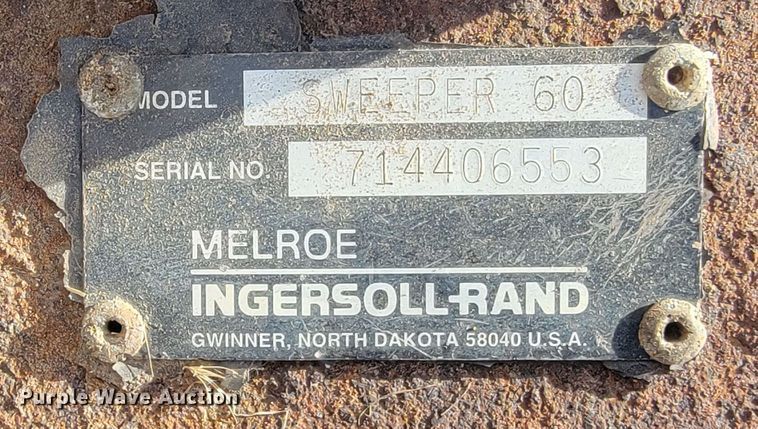 MODEL SWEEPER 60
SERIAL NO. 714406553
MELROE
INGERSOLL-RAND
GWINNER, NORTH DAKOTA 58040 U.S.A.
Purple Wave Auction